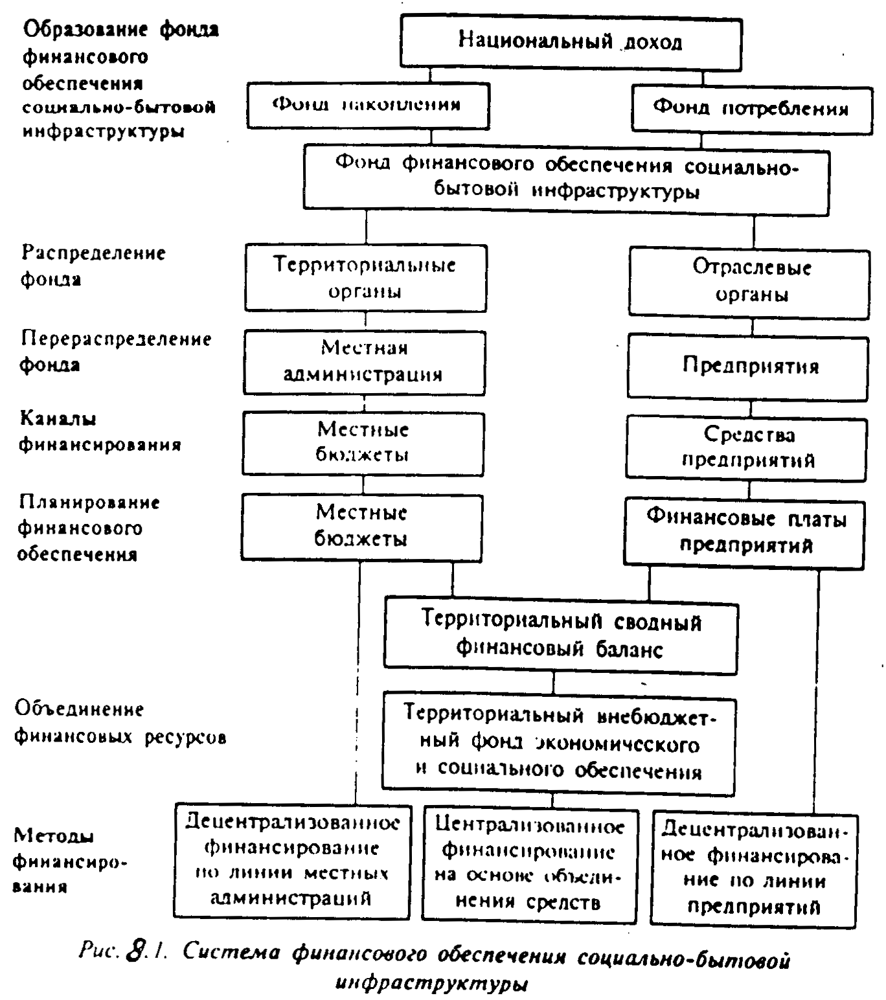 Образование фонда
финансового
обеспечения
социально-бытовой
инфраструктуры
Национальный доход
Фонд накопления
Фонд потребления
Фонд финансового обеспечения социально-
бытовой инфраструктуры
Распределение
фонда
Территориальные
органы
Отраслевые
органы
Перераспределение
фонда
Местная
администрация
Предприятия
Каналы
финансирования
Местные
бюджеты
Средства
предприятий
Планирование
финансового
обеспечения
Местные
бюджеты
Финансовые платы
предприятий
Территориальный сводный
финансовый баланс
Объединение
финансовых ресурсов
Территориальный внебюджет-
ный фонд экономического
и социального обеспечения
Методы
финансиро-
вания
Децентрализованное
финансирование
по линии местных
администраций
Централизованное
финансирование
на основе объеди-
нения средств
Децентрализован-
ное финансирова-
ние по линии
предприятий
Рис. 8.1. Система финансового обеспечения социально-бытовой
инфраструктуры